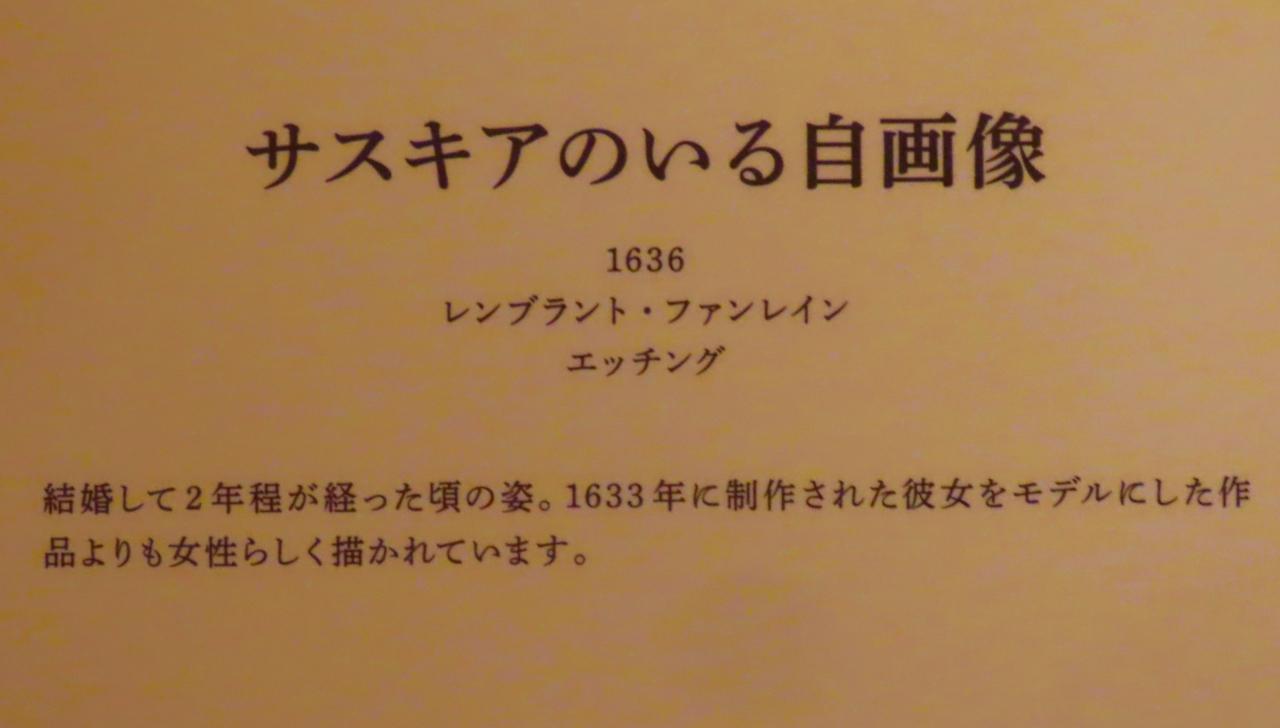 サスキアのいる自画像
1636
レンブラント・ファンレイン
エッチング
結婚して2年程が経った頃の姿。1633年に制作された彼女をモデルにした作
品よりも女性らしく描かれています。